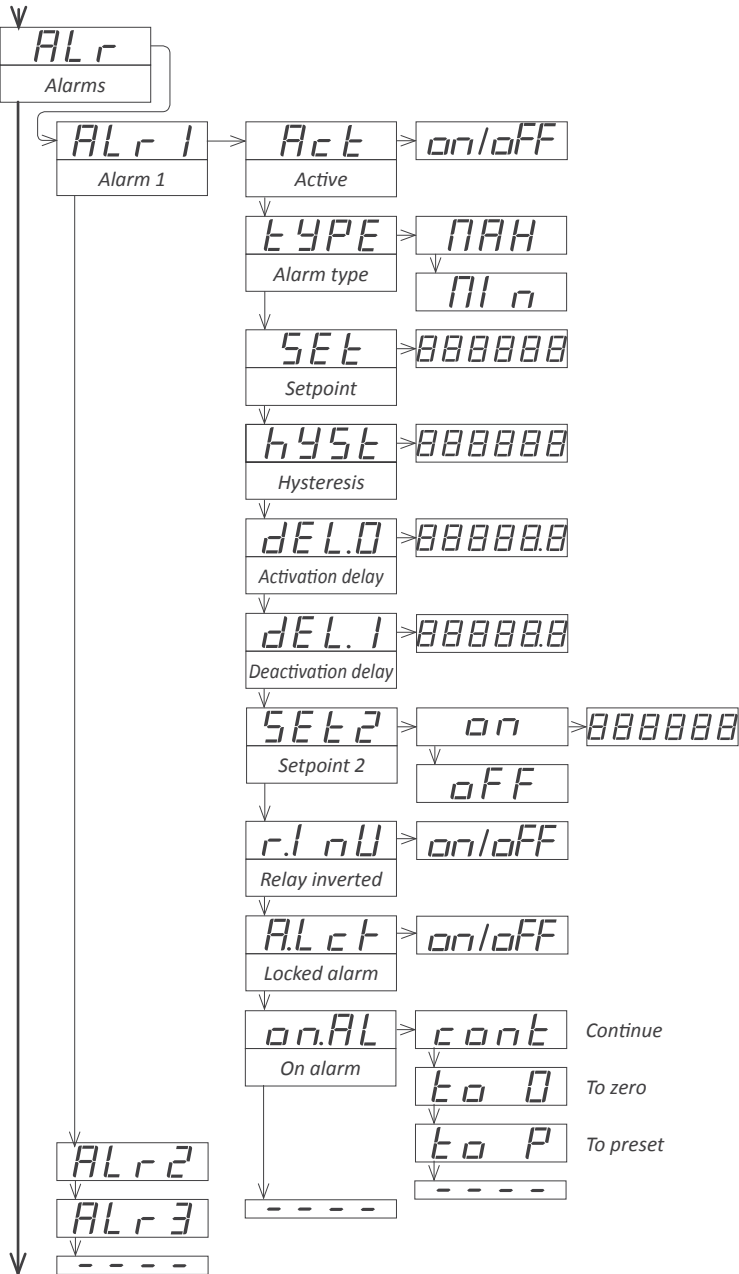 ALr
Alarms
ALr 1
Alarm 1
Act
Active
on/oFF
tYPE
Alarm type
MAX
MIn
SEt
Setpoint
888888
hYSt
Hysteresis
888888
dEL.0
Activation delay
88888.8
dEL.1
Deactivation delay
88888.8
SEt2
Setpoint 2
on
888888
oFF
r.InV
Relay inverted
on/oFF
A.Lck
Locked alarm
on/oFF
on.AL
On alarm
cont
Continue
to 0
To zero
to P
To preset
- - - -
- - - -
ALr2
ALr3
- - - -